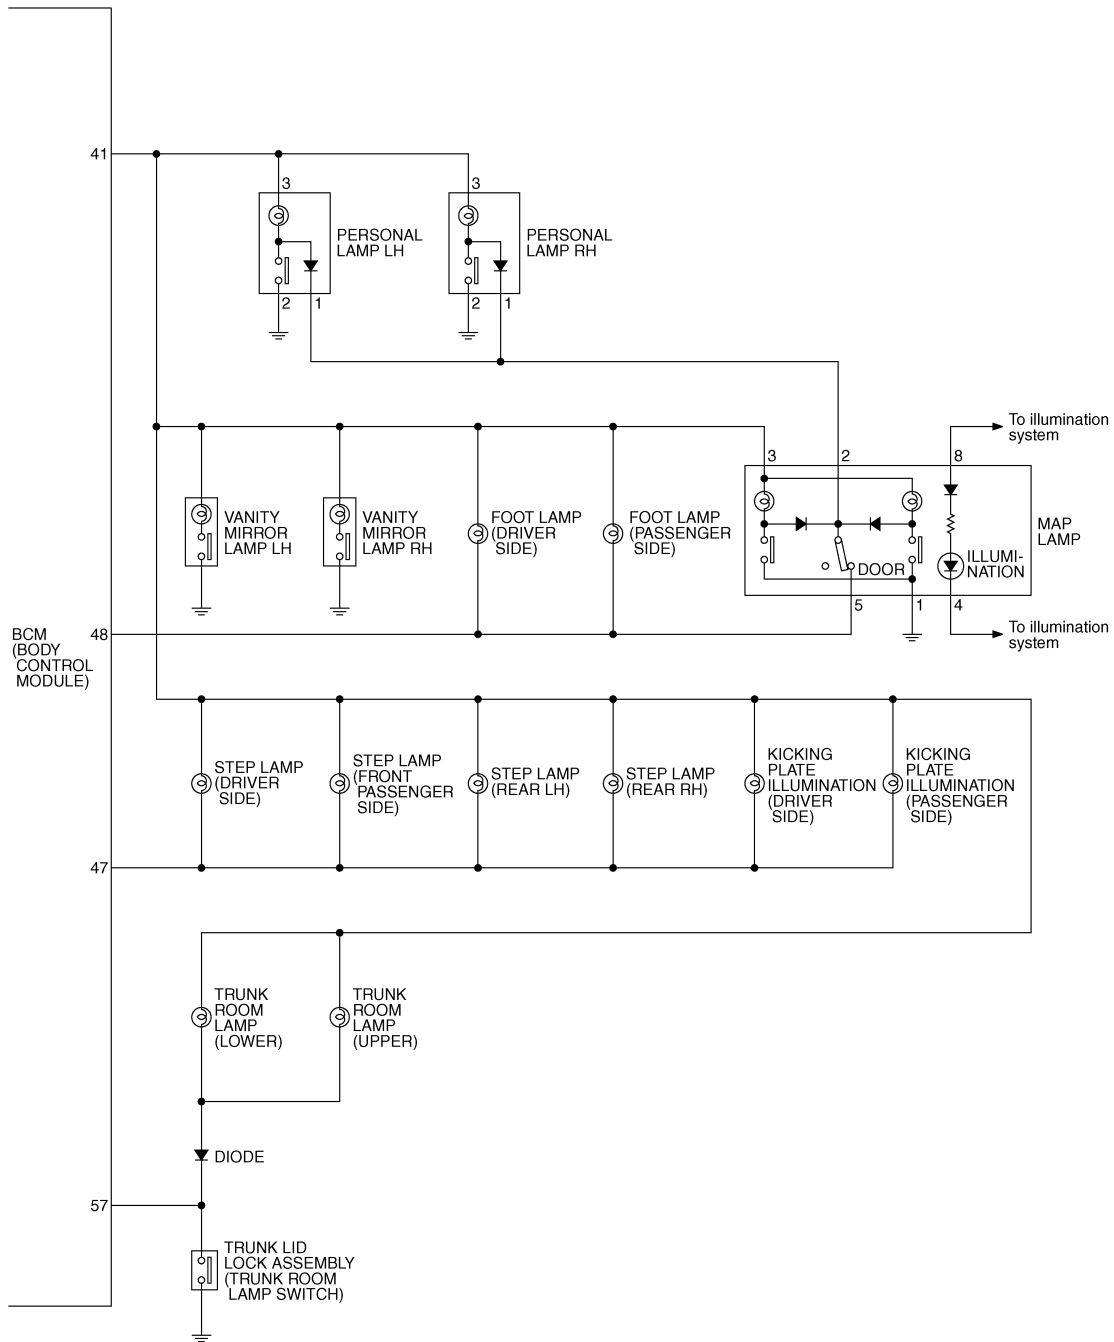 41
3
PERSONAL
LAMP LH
2
1
3
PERSONAL
LAMP RH
2
1
VANITY
MIRROR
LAMP LH
VANITY
MIRROR
LAMP RH
FOOT LAMP
(DRIVER
SIDE)
FOOT LAMP
(PASSENGER
SIDE)
3
2
8
To illumination
system
MAP
LAMP
DOOR
ILLUMI-
NATION
5
1
4
To illumination
system
BCM
(BODY
CONTROL
MODULE)
48
STEP LAMP
(DRIVER
SIDE)
STEP LAMP
(FRONT
PASSENGER
SIDE)
STEP LAMP
(REAR LH)
STEP LAMP
(REAR RH)
KICKING
PLATE
ILLUMINATION
(DRIVER
SIDE)
KICKING
PLATE
ILLUMINATION
(PASSENGER
SIDE)
47
TRUNK
ROOM
LAMP
(LOWER)
TRUNK
ROOM
LAMP
(UPPER)
DIODE
57
TRUNK LID
LOCK ASSEMBLY
(TRUNK ROOM
LAMP SWITCH)